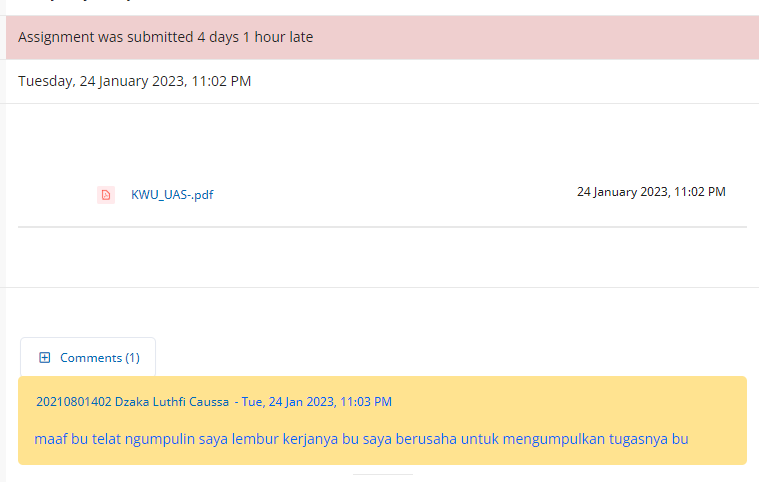 Assignment was submitted 4 days 1 hour late
Tuesday, 24 January 2023, 11:02 PM
KWU_UAS-.pdf
24 January 2023, 11:02 PM
Comments (1)
20210801402 Dzaka Luthfi Caussa - Tue, 24 Jan 2023, 11:03 PM
maaf bu telat ngumpulin saya lembur kerjanya bu saya berusaha untuk mengumpulkan tugasnya bu